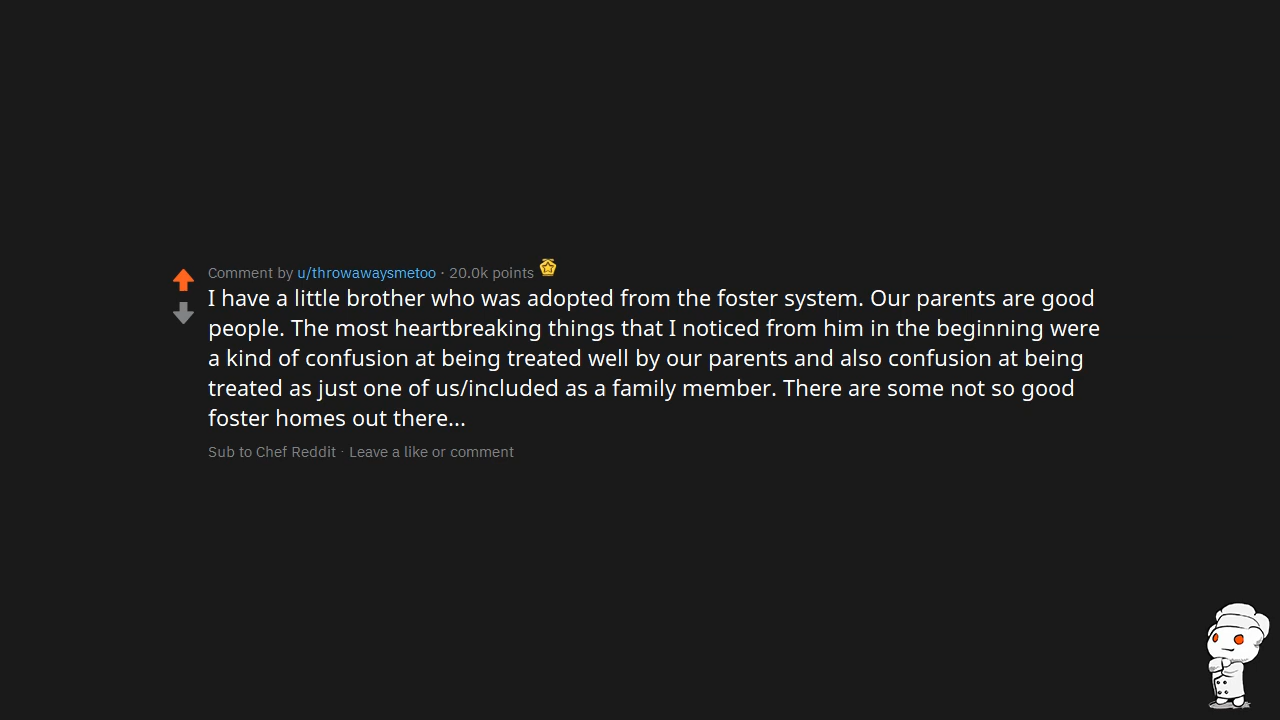 Comment by u/throwawaysmetoo · 20.0k points
I have a little brother who was adopted from the foster system. Our parents are good
people. The most heartbreaking things that I noticed from him in the beginning were
a kind of confusion at being treated well by our parents and also confusion at being
treated as just one of us/included as a family member. There are some not so good
foster homes out there...
Sub to Chef Reddit · Leave a like or comment